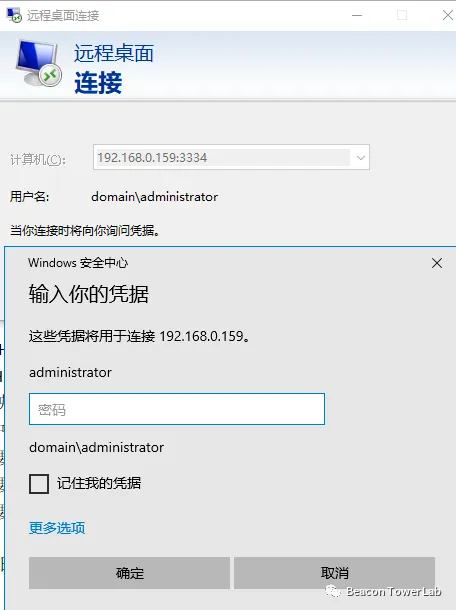 远程桌面连接
远程桌面
连接
计算机(C):
192.168.0.159:3334
用户名:
domain\administrator
当你连接时将向你询问凭据。
Windows 安全中心
输入你的凭据
这些凭据将用于连接 192.168.0.159。
administrator
密码
domain\administrator
记住我的凭据
更多选项
确定
取消
Beacon Tower Lab